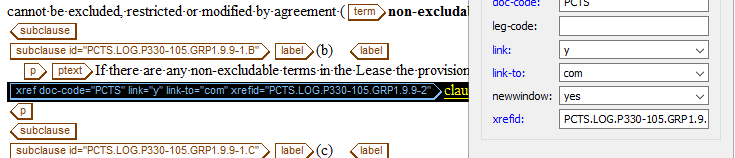 cannot be excluded, restricted or modified by agreement ( term non-excluda
subclause
subclause id="PCTS.LOG.P330-105.GRP1.9.9-1.B" label (b) label
p ptext If there are any non-excludable terms in the Lease the provision
xref doc-code="PCTS" link="y" link-to="com" xrefid="PCTS.LOG.P330-105.GRP1.9.9-2" clau
p
subclause
subclause id="PCTS.LOG.P330-105.GRP1.9.9-1.C" label (c) label
doc-code: PCTS
leg-code:
link: y
link-to: com
newwindow: yes
xrefid: PCTS.LOG.P330-105.GRP1.9.